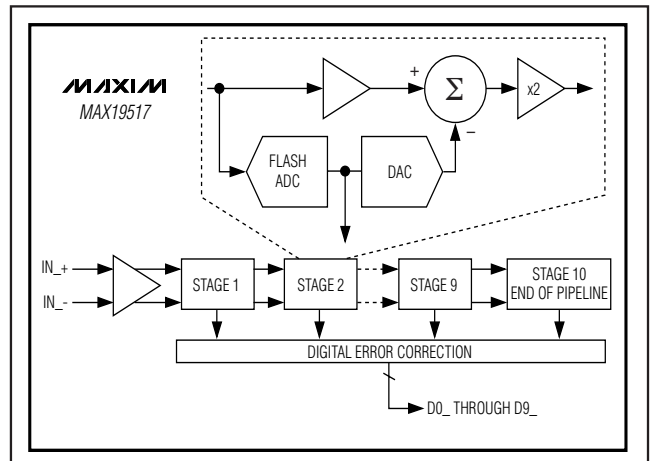 MAXIM
MAX19517
+
Σ
x2
−
FLASH
ADC
DAC
IN_+
IN_-
STAGE 1
STAGE 2
STAGE 9
STAGE 10
END OF PIPELINE
DIGITAL ERROR CORRECTION
D0_ THROUGH D9_